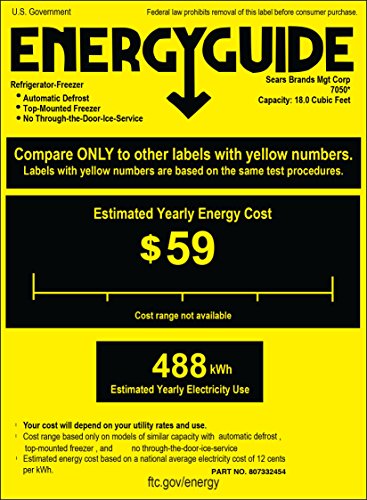 U.S. Government
Federal law prohibits removal of this label before consumer purchase.
ENERGYGUIDE
Refrigerator-Freezer
• Automatic Defrost
• Top-Mounted Freezer
• No Through-the-Door-Ice-Service
Sears Brands Mgt Corp
7050*
Capacity: 18.0 Cubic Feet
Compare ONLY to other labels with yellow numbers.
Labels with yellow numbers are based on the same test procedures.
Estimated Yearly Energy Cost
$59
Cost range not available
488 kWh
Estimated Yearly Electricity Use
• Your cost will depend on your utility rates and use.
• Cost range based only on models of similar capacity with automatic defrost,
top-mounted freezer , and no through-the-door-ice-service
• Estimated energy cost based on a national average electricity cost of 12 cents
per kWh.
PART NO. 807332454
ftc.gov/energy